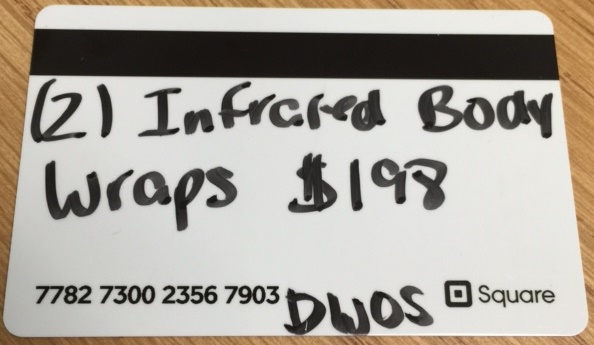 (2) Infrared Body
Wraps $198
7782 7300 2356 7903 DWOS Square